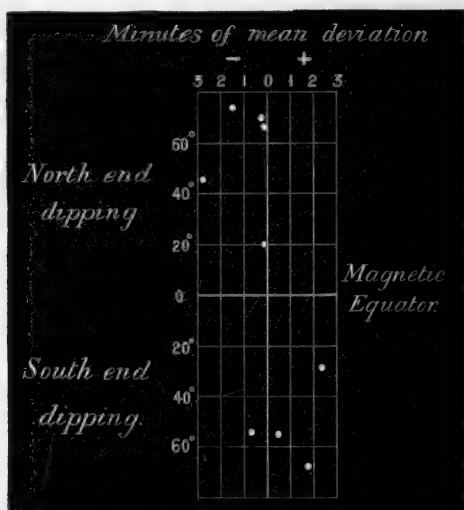 Minutes of mean deviation
− +
3 2 1 0 1 2 3
60°
North end
40°
dipping
20°
Magnetic
0°
Equator.
20°
South end
40°
dipping.
60°